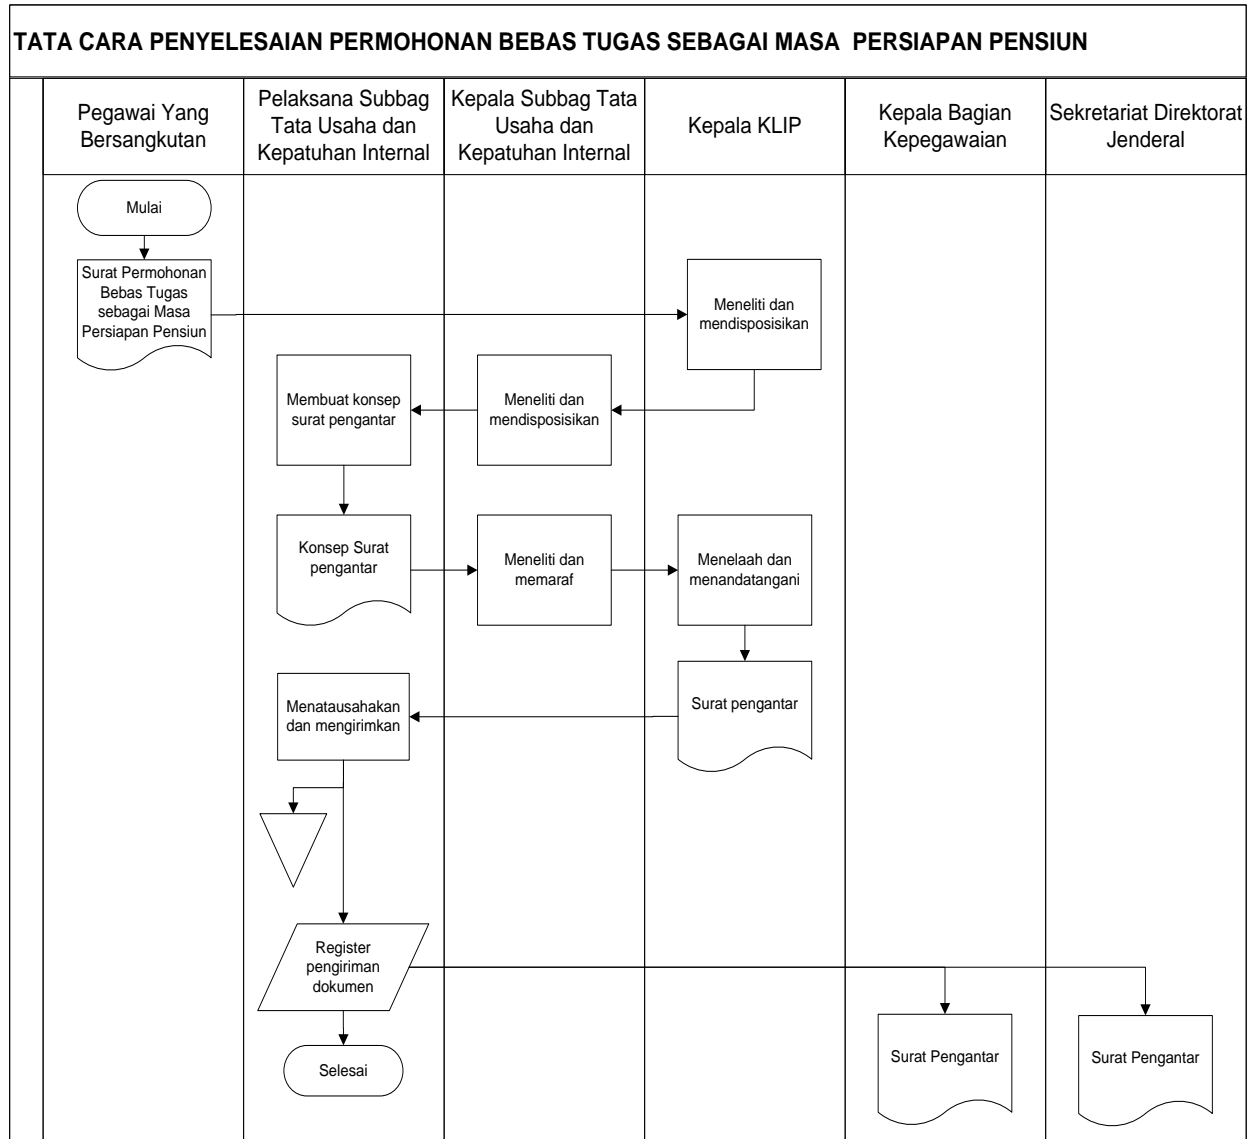 TATA CARA PENYELESAIAN PERMOHONAN BEBAS TUGAS SEBAGAI MASA PERSIAPAN PENSIUN
Pegawai Yang
Bersangkutan
Pelaksana Subbag
Tata Usaha dan
Kepatuhan Internal
Kepala Subbag Tata
Usaha dan
Kepatuhan Internal
Kepala KLIP
Kepala Bagian
Kepegawaian
Sekretariat Direktorat
Jenderal
Mulai
Surat Permohonan
Bebas Tugas
sebagai Masa
Persiapan Pensiun
Meneliti dan
mendisposisikan
Membuat konsep
surat pengantar
Meneliti dan
mendisposisikan
Konsep Surat
pengantar
Meneliti dan
memaraf
Menelaah dan
menandatangani
Menatausahakan
dan mengirimkan
Surat pengantar
Register
pengiriman
dokumen
Selesai
Surat Pengantar
Surat Pengantar